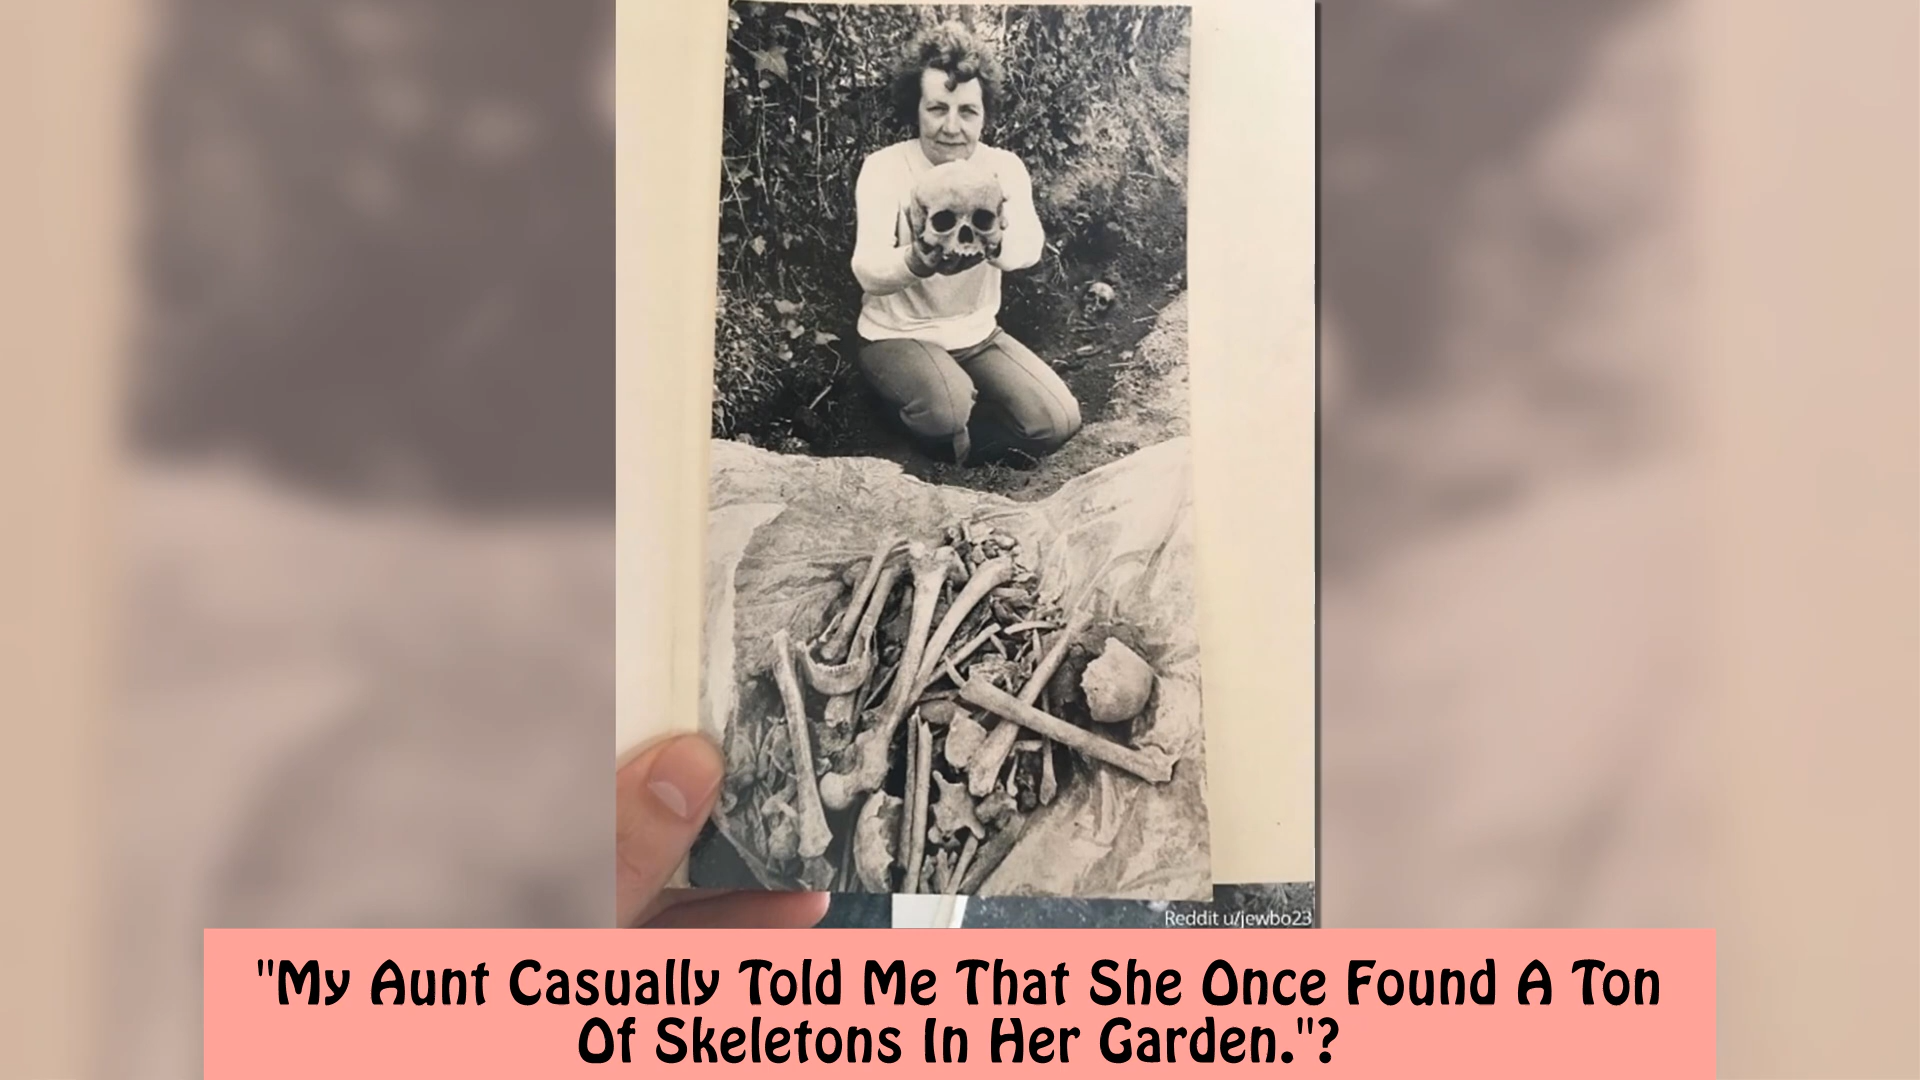 Reddit u/jewbo23
"My Aunt Casually Told Me That She Once Found A Ton
Of Skeletons In Her Garden."?